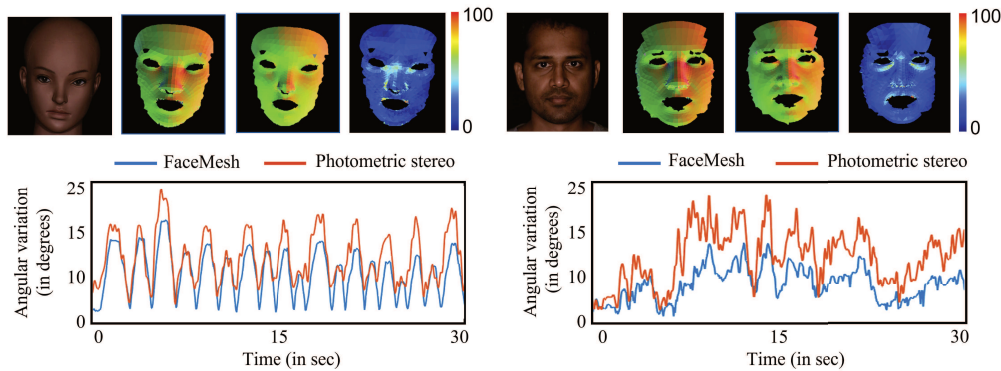 100
0
100
0
FaceMesh Photometric stereo
FaceMesh Photometric stereo
Angular variation
(in degrees)
25
15
10
0
0 15 30
Time (in sec)
Angular variation
(in degrees)
25
15
10
0
0 15 30
Time (in sec)